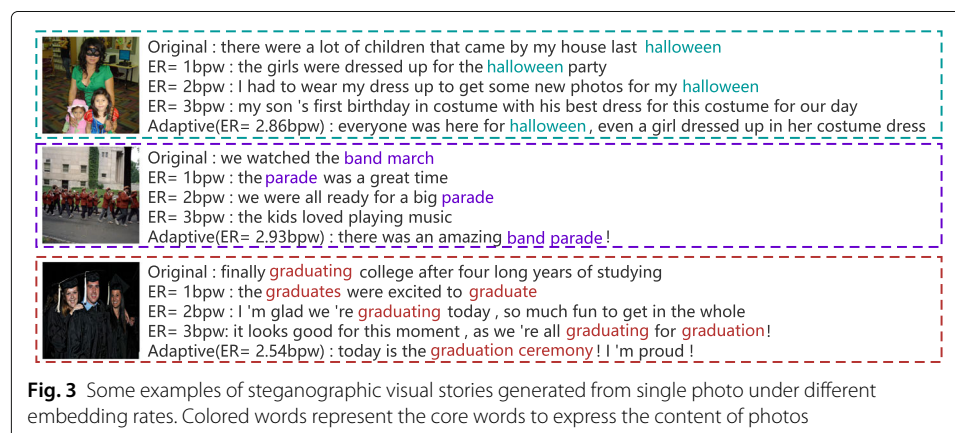 Original : there were a lot of children that came by my house last halloween
ER= 1bpw : the girls were dressed up for the halloween party
ER= 2bpw : I had to wear my dress up to get some new photos for my halloween
ER= 3bpw : my son 's first birthday in costume with his best dress for this costume for our day
Adaptive(ER= 2.86bpw) : everyone was here for halloween , even a girl dressed up in her costume dress
Original : we watched the band march
ER= 1bpw : the parade was a great time
ER= 2bpw : we were all ready for a big parade
ER= 3bpw : the kids loved playing music
Adaptive(ER= 2.93bpw) : there was an amazing band parade !
Original : finally graduating college after four long years of studying
ER= 1bpw : the graduates were excited to graduate
ER= 2bpw : I 'm glad we 're graduating today , so much fun to get in the whole
ER= 3bpw: it looks good for this moment , as we 're all graduating for graduation!
Adaptive(ER= 2.54bpw) : today is the graduation ceremony ! I 'm proud !
Fig. 3 Some examples of steganographic visual stories generated from single photo under different
embedding rates. Colored words represent the core words to express the content of photos